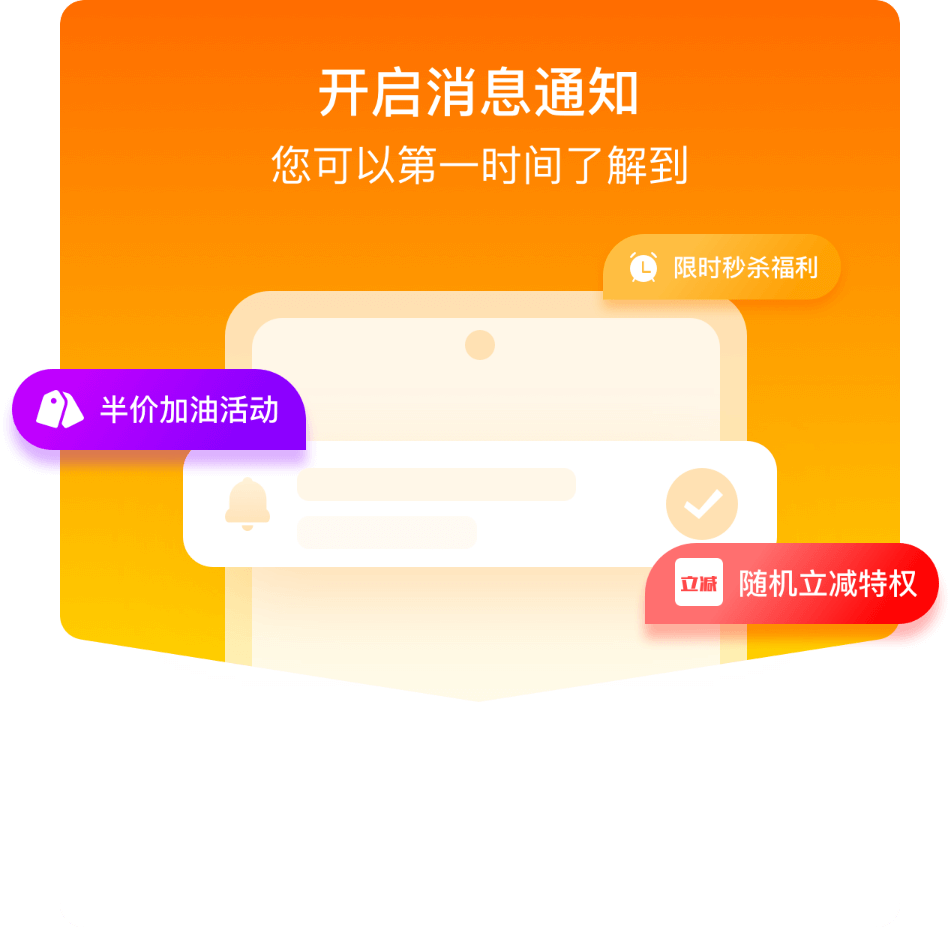 开启消息通知
您可以第一时间了解到
限时秒杀福利
半价加油活动
立减
随机立减特权